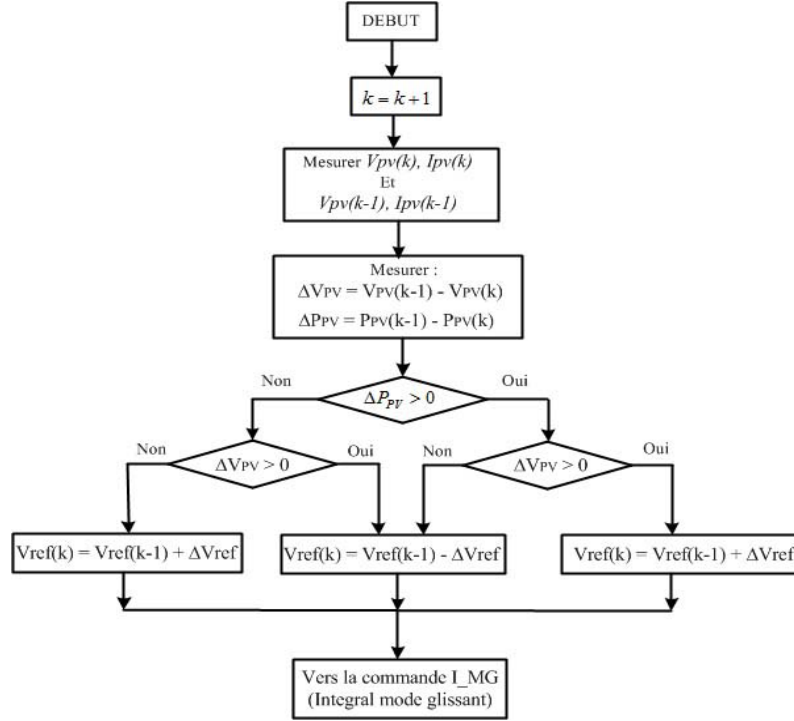 DEBUT
k = k+1
Mesurer Vpv(k), Ipv(k)
Et
Vpv(k-1), Ipv(k-1)
Mesurer :
ΔVPV = VPV(k-1) - VPV(k)
ΔPPV = PPV(k-1) - PPV(k)
Non
Oui
ΔPPV > 0
Non
Oui
Non
Oui
ΔVPV > 0
ΔVPV > 0
Vref(k) = Vref(k-1) + ΔVref
Vref(k) = Vref(k-1) - ΔVref
Vref(k) = Vref(k-1) + ΔVref
Vers la commande I_MG
(Integral mode glissant)